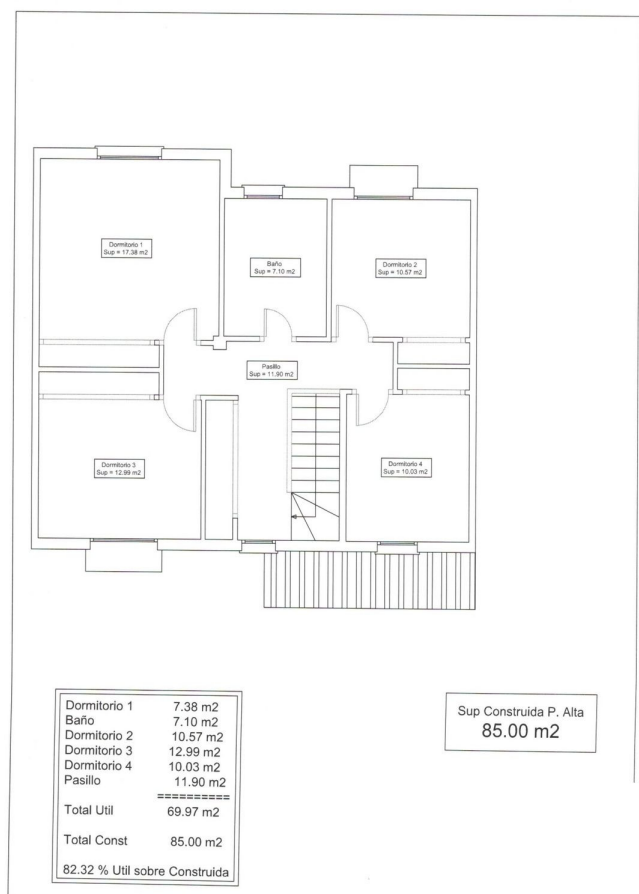 Dormitorio 1
Sup = 17.38 m2
Baño
Sup = 7.10 m2
Dormitorio 2
Sup = 10.57 m2
Pasillo
Sup = 11.90 m2
Dormitorio 3
Sup = 12.99 m2
Dormitorio 4
Sup = 10.03 m2
Dormitorio 1 7.38 m2
Baño 7.10 m2
Dormitorio 2 10.57 m2
Dormitorio 3 12.99 m2
Dormitorio 4 10.03 m2
Pasillo 11.90 m2
==========
Total Util 69.97 m2
Total Const 85.00 m2
82.32 % Util sobre Construida
Sup Construida P. Alta
85.00 m2